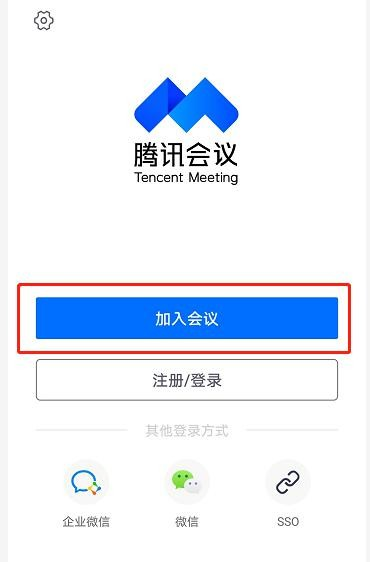 腾讯会议
Tencent Meeting
加入会议
注册/登录
其他登录方式
企业微信
微信
SSO